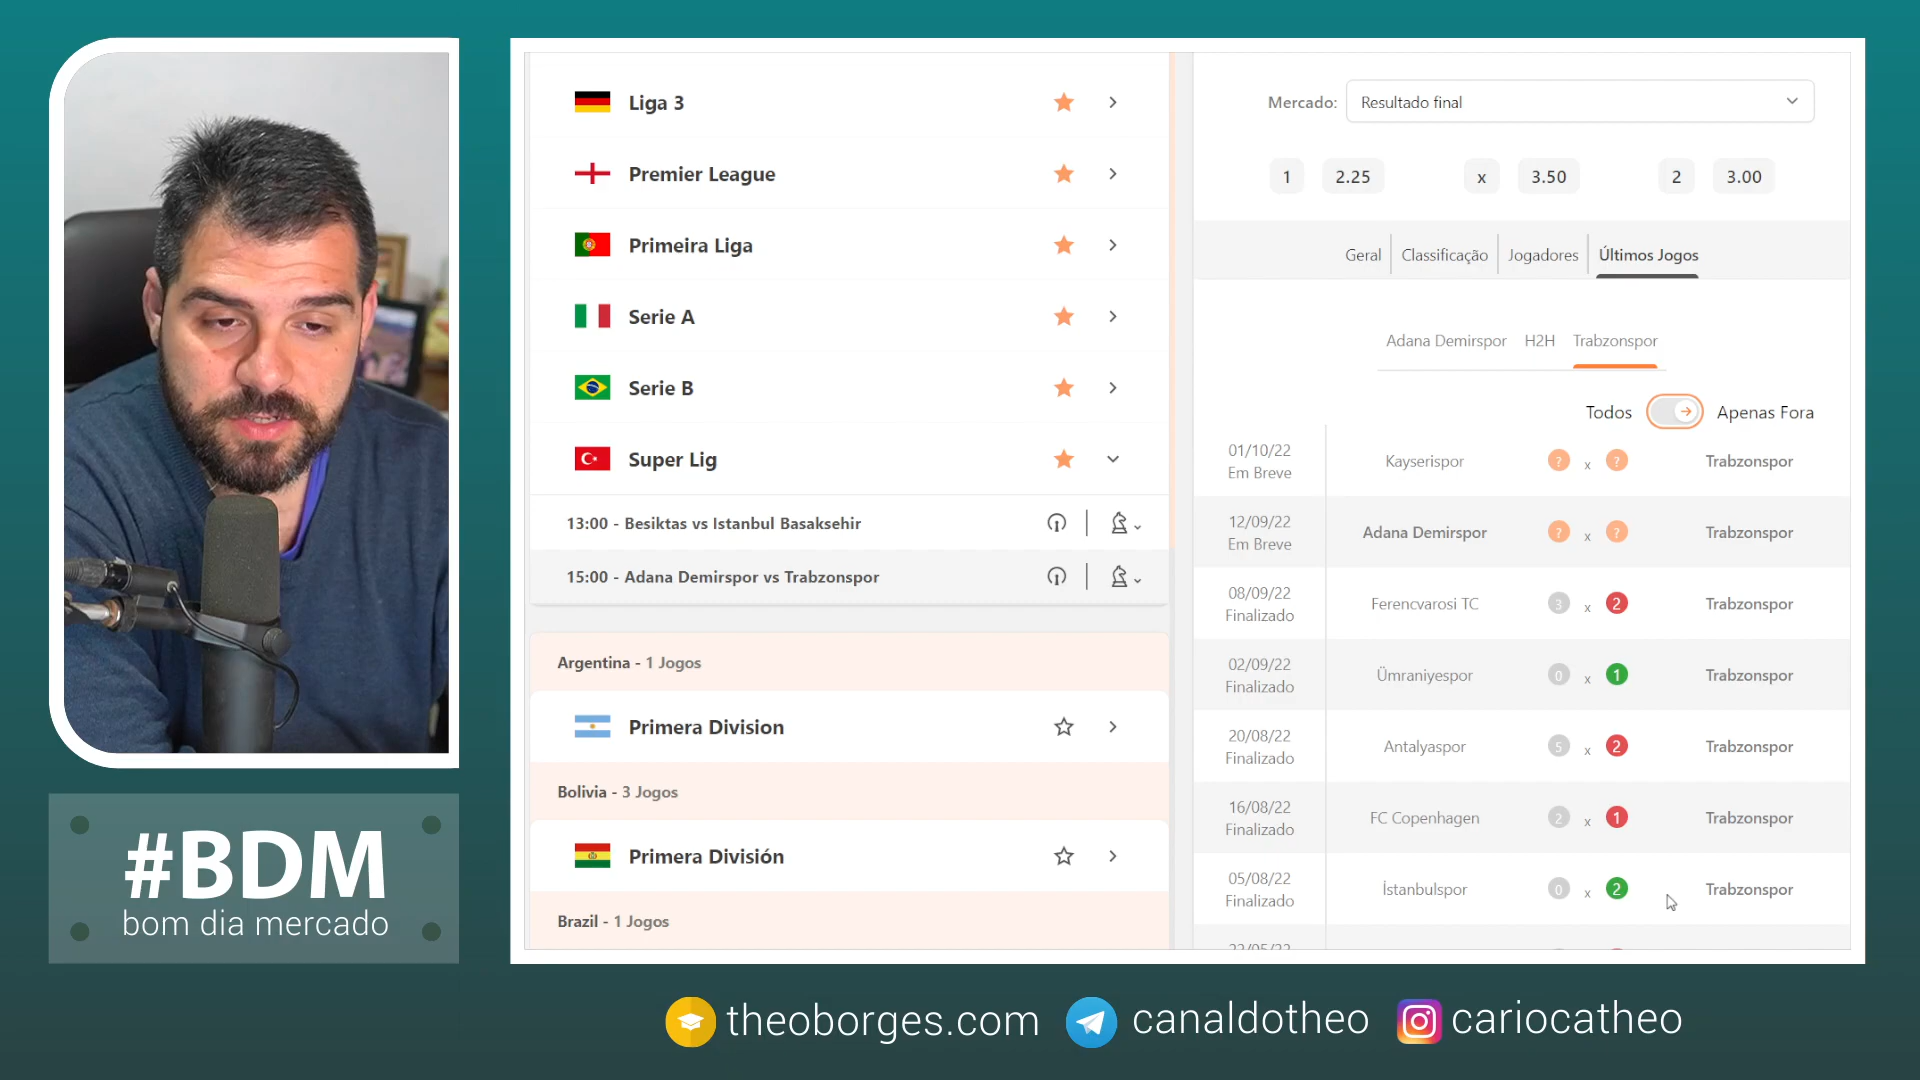 Liga 3
Premier League
Primeira Liga
Serie A
Serie B
Super Lig
13:00 - Besiktas vs Istanbul Basaksehir
15:00 - Adana Demirspor vs Trabzonspor
Argentina - 1 Jogos
Primera Division
Bolivia - 3 Jogos
Primera División
Brazil - 1 Jogos
Mercado: Resultado final
1 2.25 x 3.50 2 3.00
Geral Classificação Jogadores Últimos Jogos
Adana Demirspor H2H Trabzonspor
Todos Apenas Fora
01/10/22
Em Breve
Kayserispor ? x ? Trabzonspor
12/09/22
Em Breve
Adana Demirspor ? x ? Trabzonspor
08/09/22
Finalizado
Ferencvarosi TC 3 x 2 Trabzonspor
02/09/22
Finalizado
Ümraniyespor 0 x 1 Trabzonspor
20/08/22
Finalizado
Antalyaspor 5 x 2 Trabzonspor
16/08/22
Finalizado
FC Copenhagen 2 x 1 Trabzonspor
05/08/22
Finalizado
İstanbulspor 0 x 2 Trabzonspor
#BDM
bom dia mercado
theoborges.com canaldotheo cariocatheo